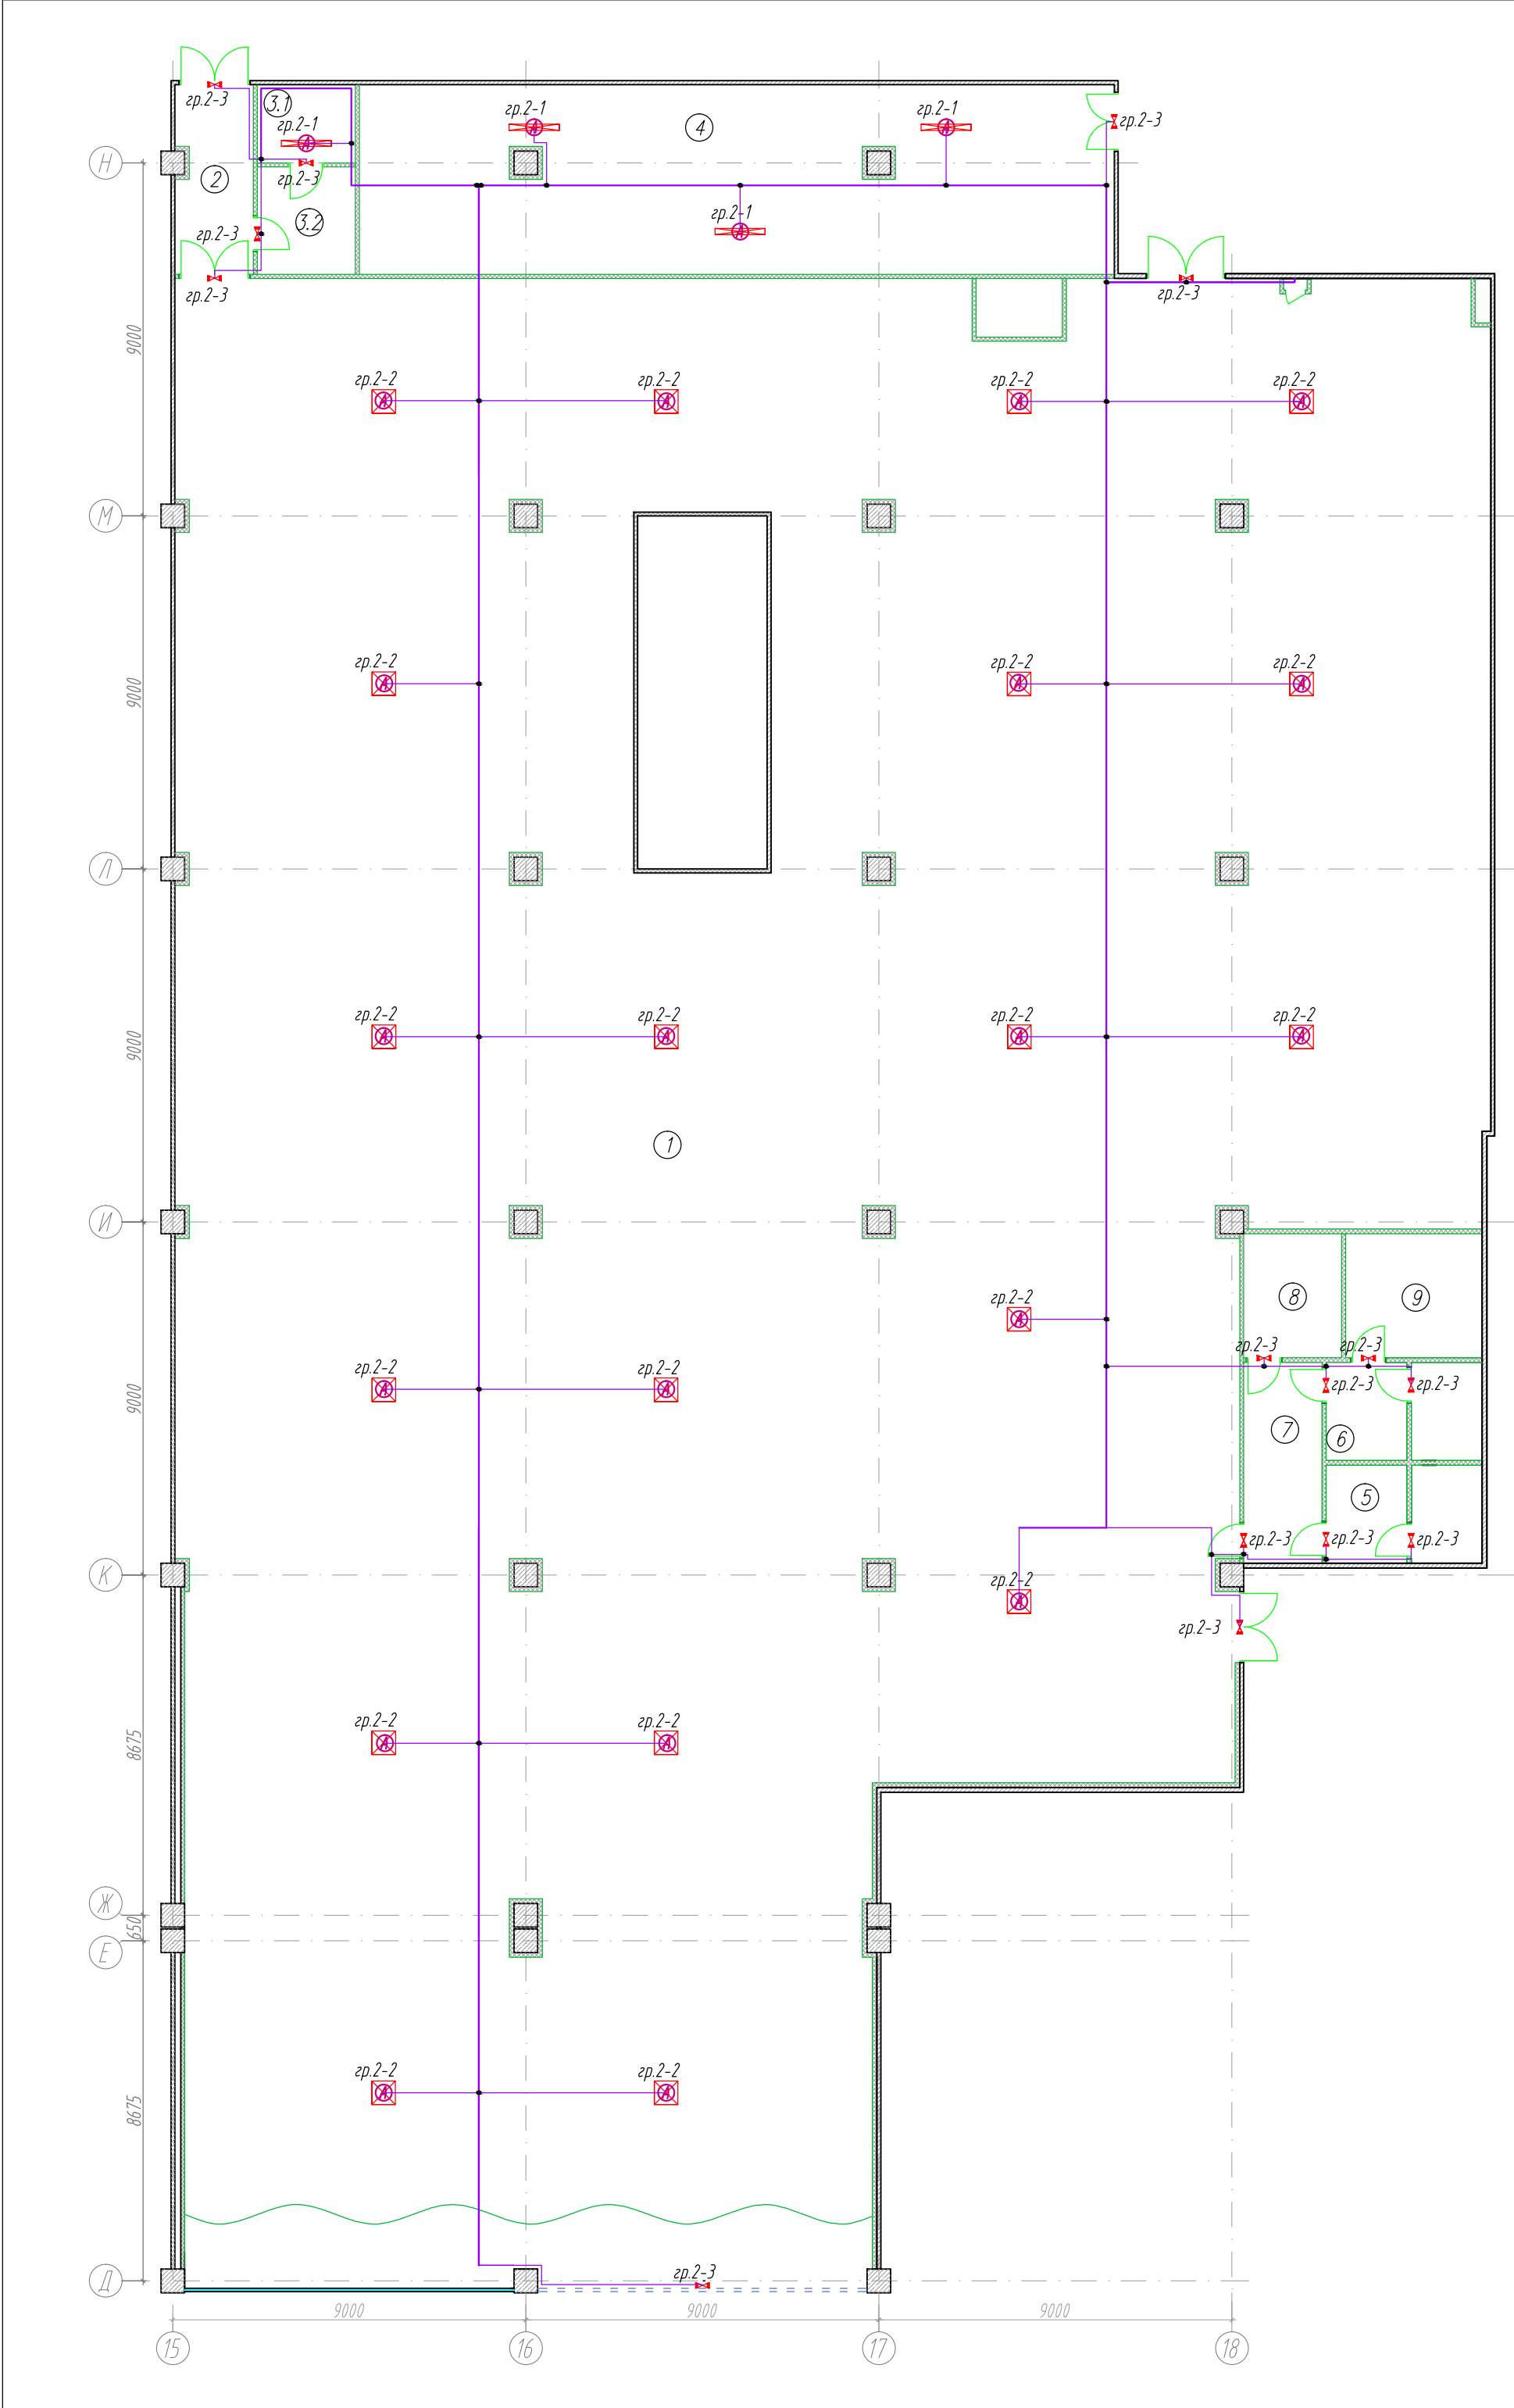 гр.2-3
3.1
гр.2-1
гр.2-1
4
гр.2-1
гр.2-3
Н
2
гр.2-3
3.2
гр.2-1
гр.2-3
гр.2-3
гр.2-3
9000
гр.2-2
гр.2-2
гр.2-2
гр.2-2
А
А
А
А
М
гр.2-2
гр.2-2
гр.2-2
А
А
А
9000
Л
гр.2-2
гр.2-2
гр.2-2
гр.2-2
А
А
А
А
9000
1
И
8
9
гр.2-2
А
гр.2-3
гр.2-3
гр.2-2
гр.2-2
гр.2-3
гр.2-3
А
А
9000
7
6
5
гр.2-3
гр.2-3
гр.2-3
К
гр.2-2
А
гр.2-3
гр.2-2
гр.2-2
А
А
8675
Ж
650
Е
гр.2-2
гр.2-2
А
А
8675
гр.2-3
Д
9000
9000
9000
15
16
17
18
А
А
А
А